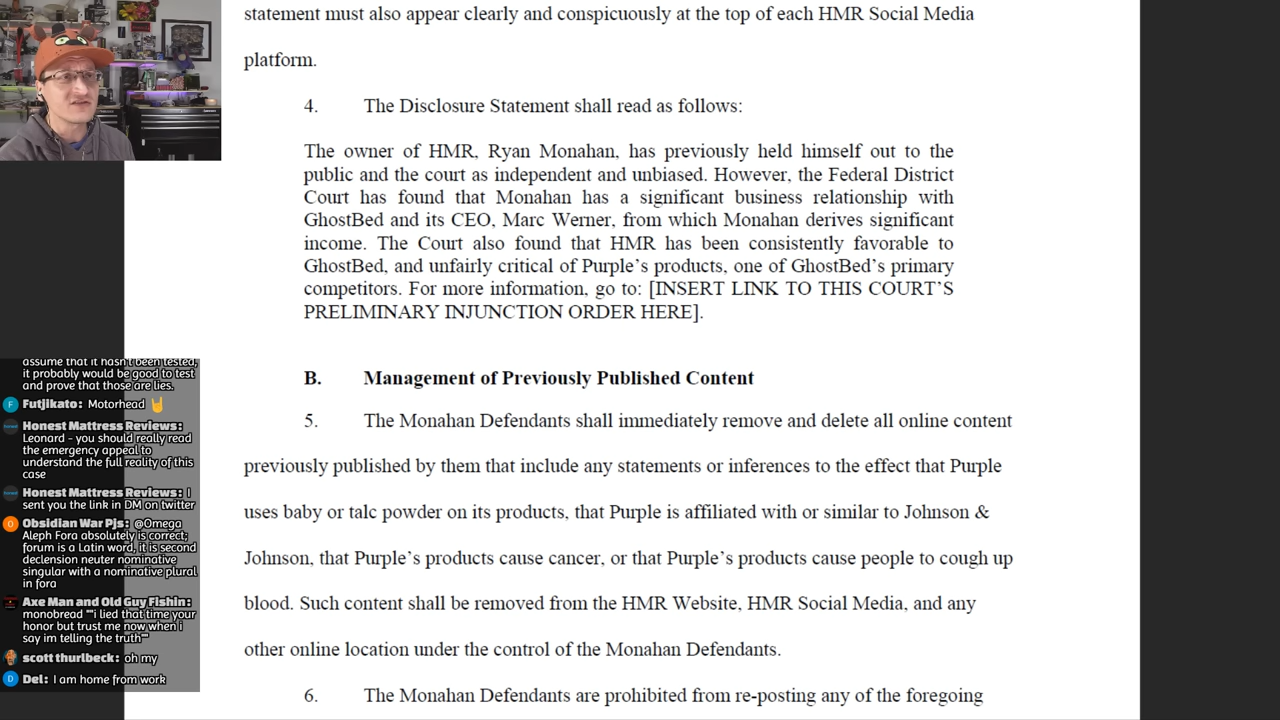 statement must also appear clearly and conspicuously at the top of each HMR Social Media
platform.
4. The Disclosure Statement shall read as follows:
The owner of HMR, Ryan Monahan, has previously held himself out to the
public and the court as independent and unbiased. However, the Federal District
Court has found that Monahan has a significant business relationship with
GhostBed and its CEO, Marc Werner, from which Monahan derives significant
income. The Court also found that HMR has been consistently favorable to
GhostBed, and unfairly critical of Purple's products, one of GhostBed's primary
competitors. For more information, go to: [INSERT LINK TO THIS COURT'S
PRELIMINARY INJUNCTION ORDER HERE].
B. Management of Previously Published Content
5. The Monahan Defendants shall immediately remove and delete all online content
previously published by them that include any statements or inferences to the effect that Purple
uses baby or talc powder on its products, that Purple is affiliated with or similar to Johnson &
Johnson, that Purple's products cause cancer, or that Purple's products cause people to cough up
blood. Such content shall be removed from the HMR Website, HMR Social Media, and any
other online location under the control of the Monahan Defendants.
6. The Monahan Defendants are prohibited from re-posting any of the foregoing
assume that it hasn't been tested,
it probably would be good to test
and prove that those are lies.
Futjikato: Motorhead 🤘
Honest Mattress Reviews:
Leonard - you should really read
the emergency appeal to
understand the full reality of this
case
Honest Mattress Reviews: I
sent you the link in DM on twitter
Obsidian War Pjs: @Omega
Aleph Fora absolutely is correct;
forum is a Latin word, it is second
declension neuter nominative
singular with a nominative plural
in fora
Axe Man and Old Guy Fishin:
monobread ""i lied that time your
honor but trust me now when i
say im telling the truth""
scott thurlbeck: oh my
Del: I am home from work